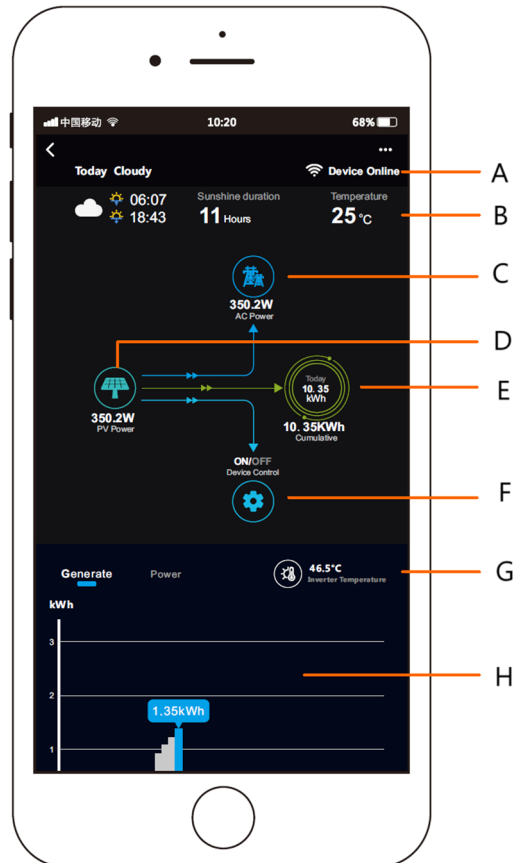 中国移动 10:20 68%
Today Cloudy Device Online
A
06:07 Sunshine duration Temperature
18:43 11 Hours 25 °C
B
C
350.2W
AC Power
D
Today
10. 35
kWh
E
350.2W
PV Power
10. 35KWh
Cumulative
ON/OFF
Device Control
F
Generate Power 46.5°C
Inverter Temperature
G
kWh
3
H
2
1.35kWh
1